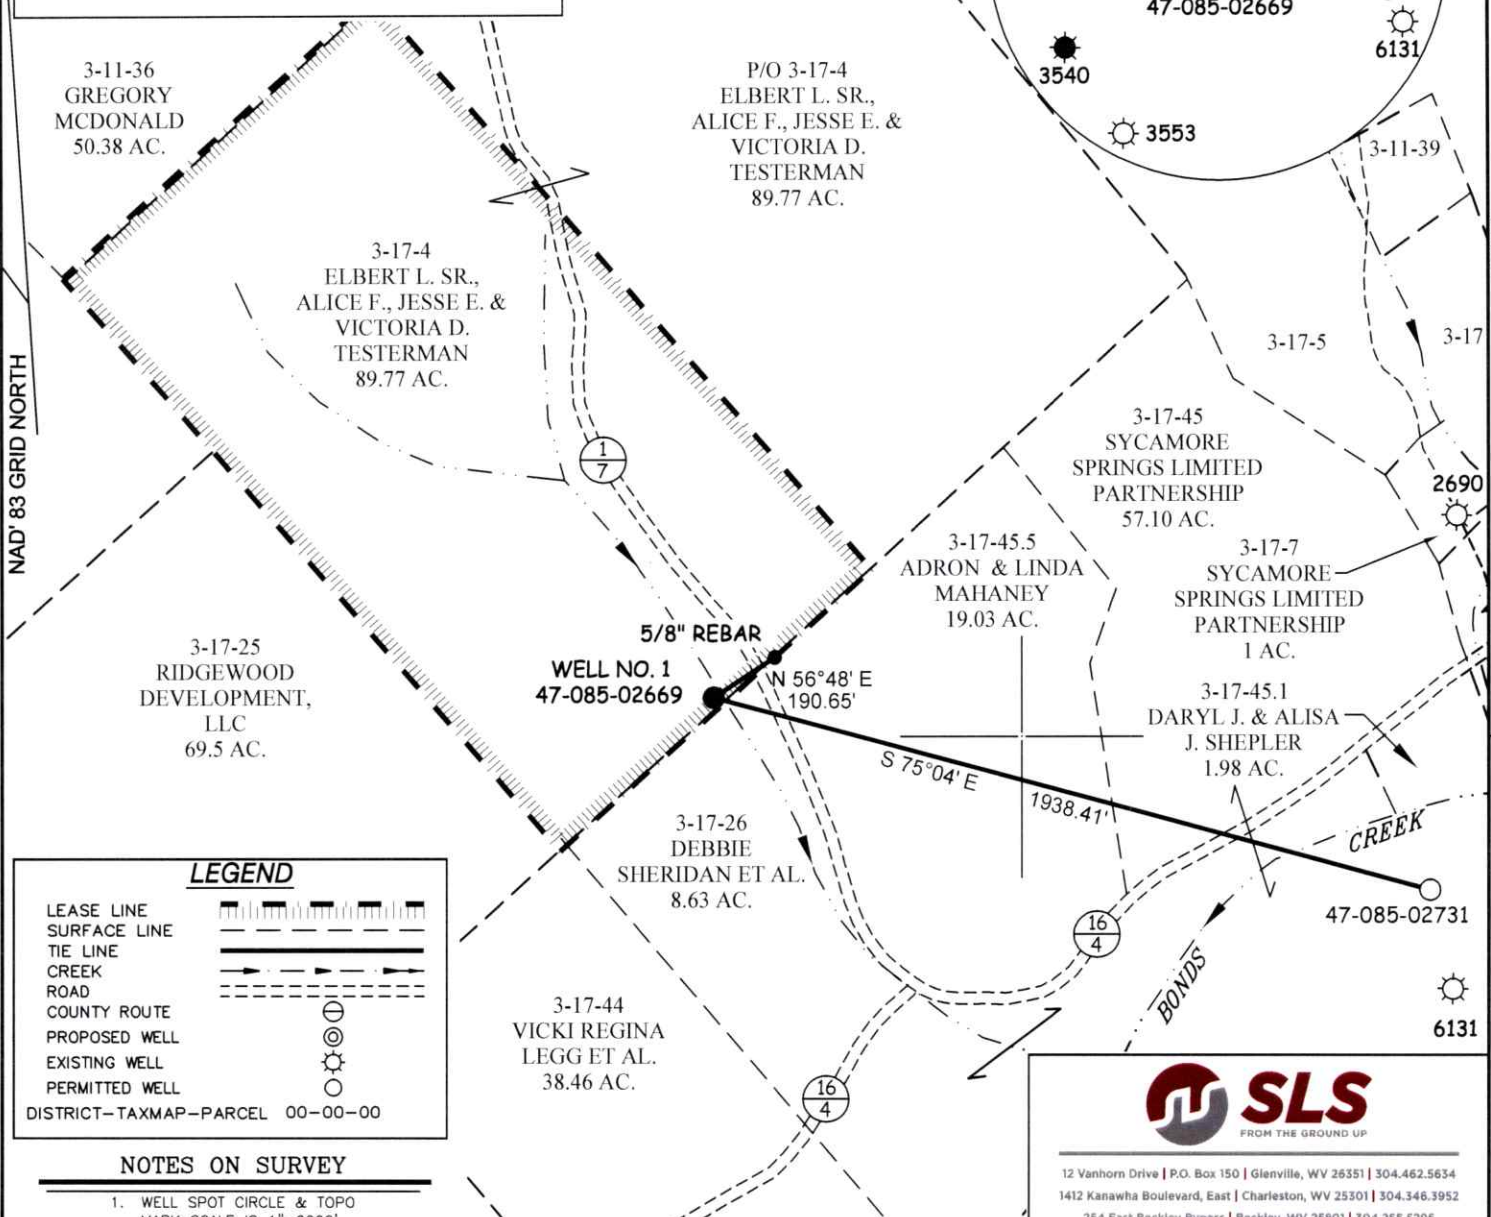 47-085-02669
6131
3540
3553
3-11-39
3-11-36
GREGORY
MCDONALD
50.38 AC.
P/O 3-17-4
ELBERT L. SR.,
ALICE F., JESSE E. &
VICTORIA D.
TESTERMAN
89.77 AC.
3-17-4
ELBERT L. SR.,
ALICE F., JESSE E. &
VICTORIA D.
TESTERMAN
89.77 AC.
NAD' 83 GRID NORTH
3-17-5
3-17
1
7
3-17-45
SYCAMORE
SPRINGS LIMITED
PARTNERSHIP
57.10 AC.
2690
3-17-45.5
ADRON & LINDA
MAHANEY
19.03 AC.
3-17-7
SYCAMORE
SPRINGS LIMITED
PARTNERSHIP
1 AC.
3-17-25
RIDGEWOOD
DEVELOPMENT,
LLC
69.5 AC.
5/8" REBAR
WELL NO. 1
47-085-02669
N 56°48' E
190.65'
3-17-45.1
DARYL J. & ALISA
J. SHEPLER
1.98 AC.
S 75°04' E
1938.41'
CREEK
3-17-26
DEBBIE
SHERIDAN ET AL.
8.63 AC.
47-085-02731
16
4
BONDS
6131
3-17-44
VICKI REGINA
LEGG ET AL.
38.46 AC.
16
4
LEGEND
LEASE LINE
SURFACE LINE
TIE LINE
CREEK
ROAD
COUNTY ROUTE
PROPOSED WELL
EXISTING WELL
PERMITTED WELL
DISTRICT-TAXMAP-PARCEL 00-00-00
NOTES ON SURVEY
1. WELL SPOT CIRCLE & TOPO
SLS
FROM THE GROUND UP
12 Vanhorn Drive | P.O. Box 150 | Glenville, WV 26351 | 304.462.5634
1412 Kanawha Boulevard, East | Charleston, WV 25301 | 304.346.3952